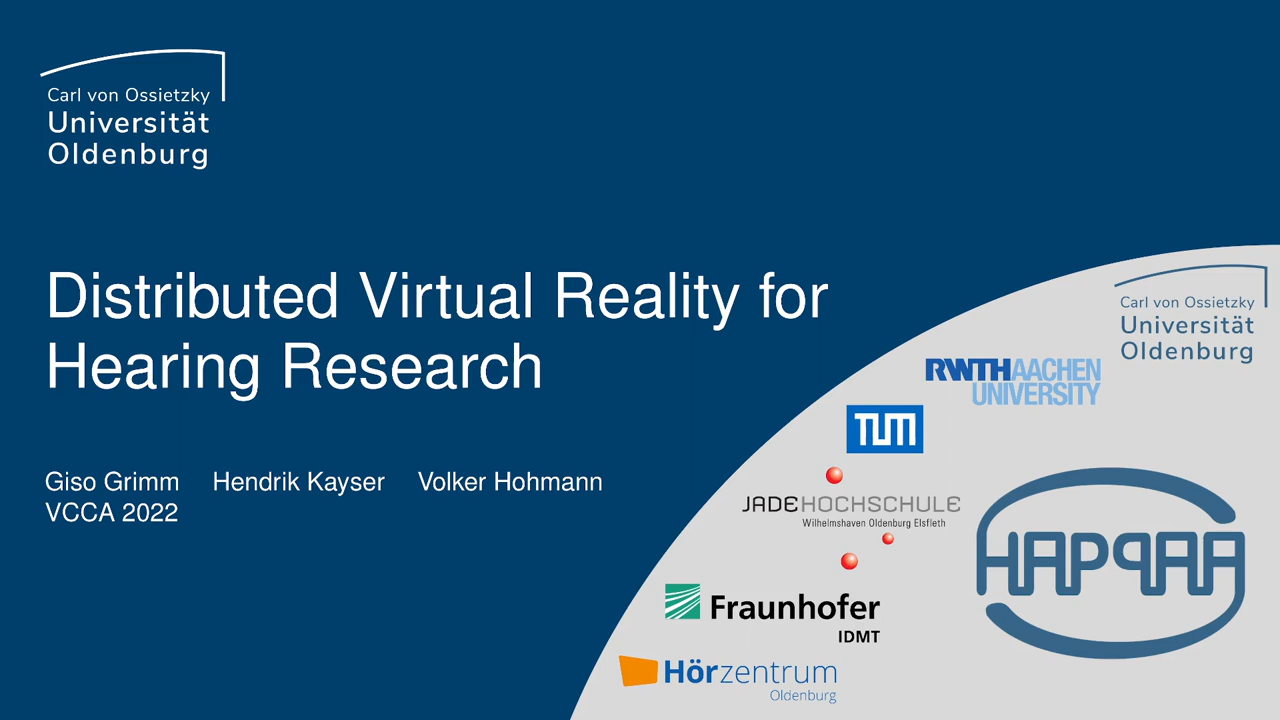 Carl von Ossietzky
Universität
Oldenburg
Distributed Virtual Reality for
Hearing Research
Giso Grimm Hendrik Kayser Volker Hohmann
VCCA 2022
Carl von Ossietzky
Universität
Oldenburg
RWTHAACHEN
UNIVERSITY
TUM
JADEHOCHSCHULE
Wilhelmshaven Oldenburg Elsfleth
HAPPAA
Fraunhofer
IDMT
Hörzentrum
Oldenburg